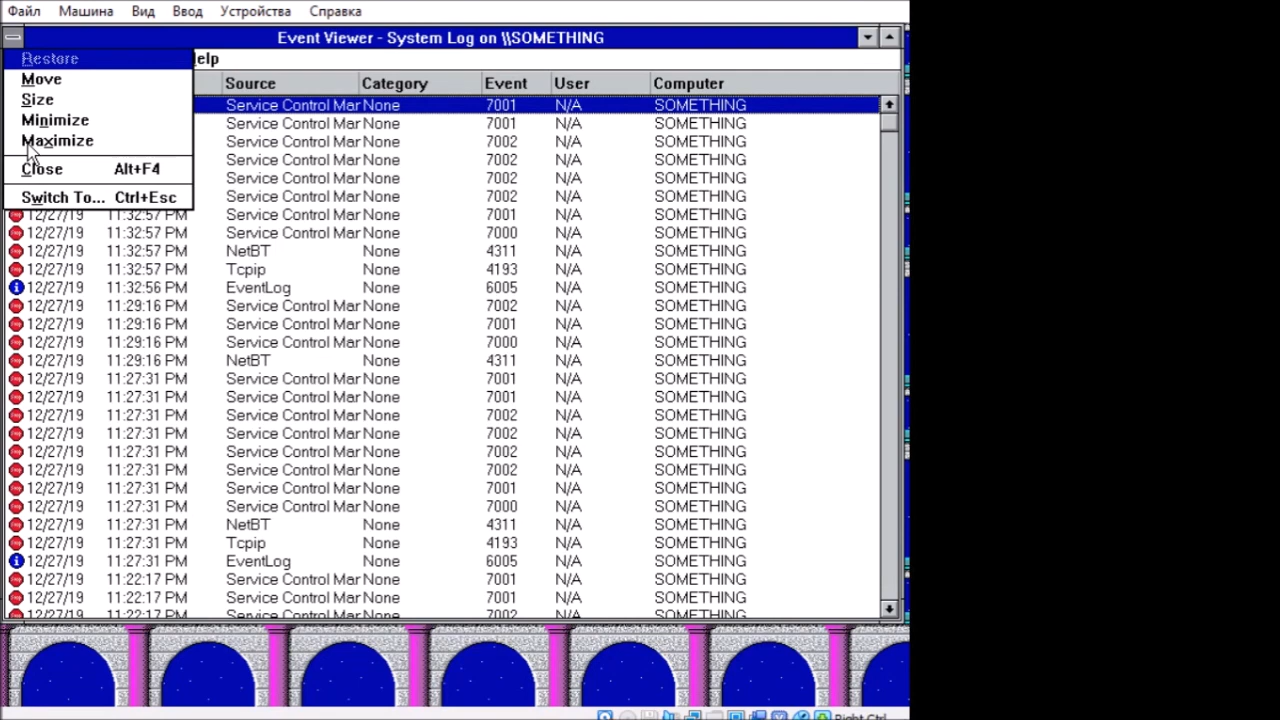 Файл Машина Вид Ввод Устройства Справка
Event Viewer - System Log on \\SOMETHING
Restore
Help
Move
Source Category Event User Computer
Size
Service Control Mar None 7001 N/A SOMETHING
Minimize
Service Control Mar None 7001 N/A SOMETHING
Maximize
Service Control Mar None 7002 N/A SOMETHING
Service Control Mar None 7002 N/A SOMETHING
Close Alt+F4
Service Control Mar None 7002 N/A SOMETHING
Switch To... Ctrl+Esc
Service Control Mar None 7002 N/A SOMETHING
12/27/19 11:32:57 PM Service Control Mar None 7001 N/A SOMETHING
12/27/19 11:32:57 PM Service Control Mar None 7000 N/A SOMETHING
12/27/19 11:32:57 PM NetBT None 4311 N/A SOMETHING
12/27/19 11:32:57 PM Tcpip None 4193 N/A SOMETHING
12/27/19 11:32:56 PM EventLog None 6005 N/A SOMETHING
12/27/19 11:29:16 PM Service Control Mar None 7002 N/A SOMETHING
12/27/19 11:29:16 PM Service Control Mar None 7001 N/A SOMETHING
12/27/19 11:29:16 PM Service Control Mar None 7000 N/A SOMETHING
12/27/19 11:29:16 PM NetBT None 4311 N/A SOMETHING
12/27/19 11:27:31 PM Service Control Mar None 7001 N/A SOMETHING
12/27/19 11:27:31 PM Service Control Mar None 7001 N/A SOMETHING
12/27/19 11:27:31 PM Service Control Mar None 7002 N/A SOMETHING
12/27/19 11:27:31 PM Service Control Mar None 7002 N/A SOMETHING
12/27/19 11:27:31 PM Service Control Mar None 7002 N/A SOMETHING
12/27/19 11:27:31 PM Service Control Mar None 7002 N/A SOMETHING
12/27/19 11:27:31 PM Service Control Mar None 7001 N/A SOMETHING
12/27/19 11:27:31 PM Service Control Mar None 7000 N/A SOMETHING
12/27/19 11:27:31 PM NetBT None 4311 N/A SOMETHING
12/27/19 11:27:31 PM Tcpip None 4193 N/A SOMETHING
12/27/19 11:27:31 PM EventLog None 6005 N/A SOMETHING
12/27/19 11:22:17 PM Service Control Mar None 7001 N/A SOMETHING
12/27/19 11:22:17 PM Service Control Mar None 7001 N/A SOMETHING
12/27/19 11:22:17 PM Service Control Mar None 7002 N/A SOMETHING
Right Ctrl